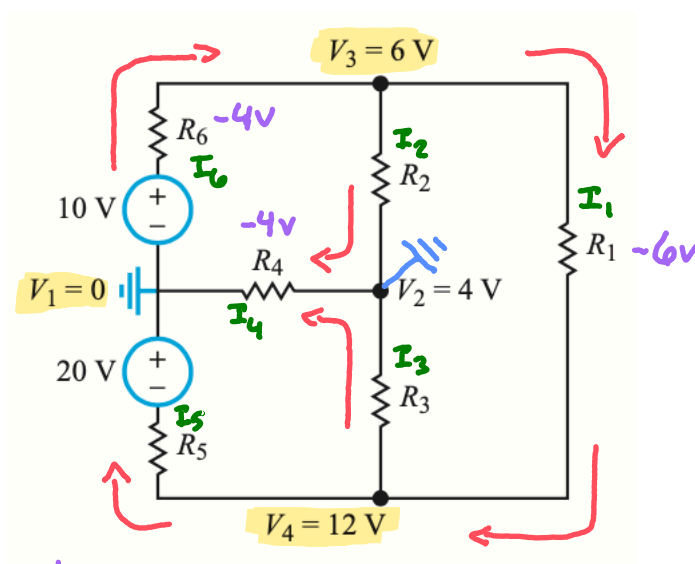 V₃ = 6 V
R₆ -4V
I₆
I₂
R₂
10 V
+
−
I₁
R₁ -6V
-4V
R₄
V₁ = 0
V₂ = 4 V
I₄
20 V
+
−
I₃
R₃
I₅
R₅
V₄ = 12 V